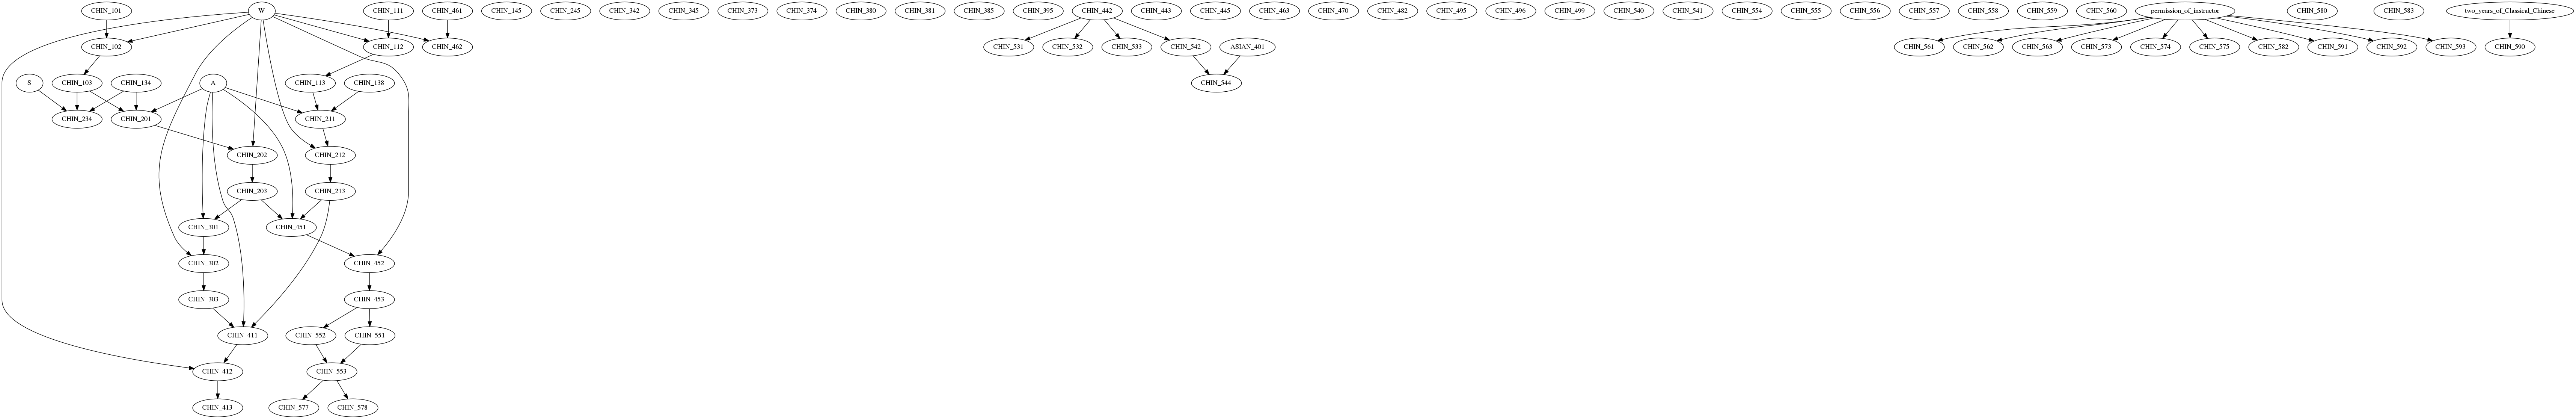 CHIN_101 W CHIN_111 CHIN_461 CHIN_145 CHIN_245 CHIN_342 CHIN_345 CHIN_373 CHIN_374 CHIN_380 CHIN_381 CHIN_385 CHIN_395 CHIN_442 CHIN_443 CHIN_445 CHIN_463 CHIN_470 CHIN_482 CHIN_495 CHIN_496 CHIN_499 CHIN_540 CHIN_541 CHIN_554 CHIN_555 CHIN_556 CHIN_557 CHIN_558 CHIN_559 CHIN_560 permission_of_instructor CHIN_580 CHIN_583 two_years_of_Classical_Chinese
CHIN_102 CHIN_112 CHIN_462 CHIN_531 CHIN_532 CHIN_533 CHIN_542 ASIAN_401 CHIN_561 CHIN_562 CHIN_563 CHIN_573 CHIN_574 CHIN_575 CHIN_582 CHIN_591 CHIN_592 CHIN_593 CHIN_590
S CHIN_103 CHIN_134 A CHIN_113 CHIN_138 CHIN_544
CHIN_234 CHIN_201 CHIN_211
CHIN_202 CHIN_212
CHIN_203 CHIN_213
CHIN_301 CHIN_451
CHIN_302 CHIN_452
CHIN_303 CHIN_453
CHIN_411 CHIN_552 CHIN_551
CHIN_412 CHIN_553
CHIN_413 CHIN_577 CHIN_578